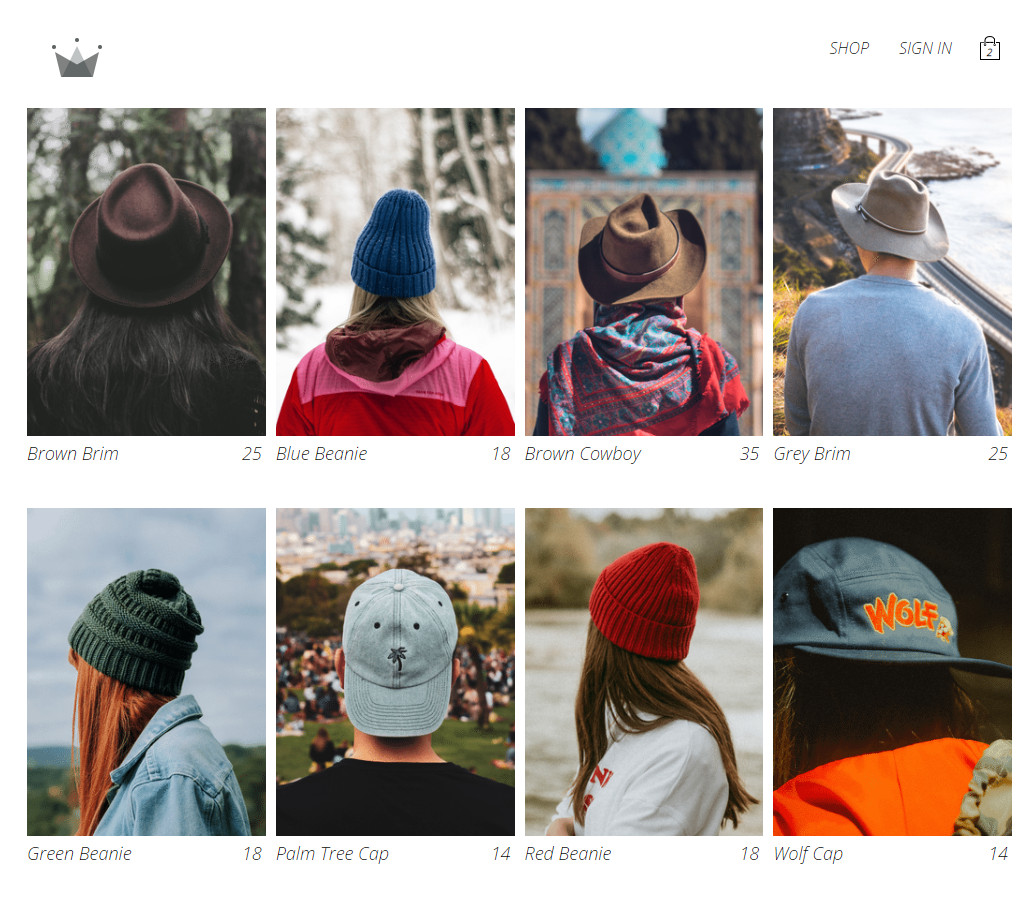 SHOP SIGN IN 2
Brown Brim 25 Blue Beanie 18 Brown Cowboy 35 Grey Brim 25
WOLF
Green Beanie 18 Palm Tree Cap 14 Red Beanie 18 Wolf Cap 14